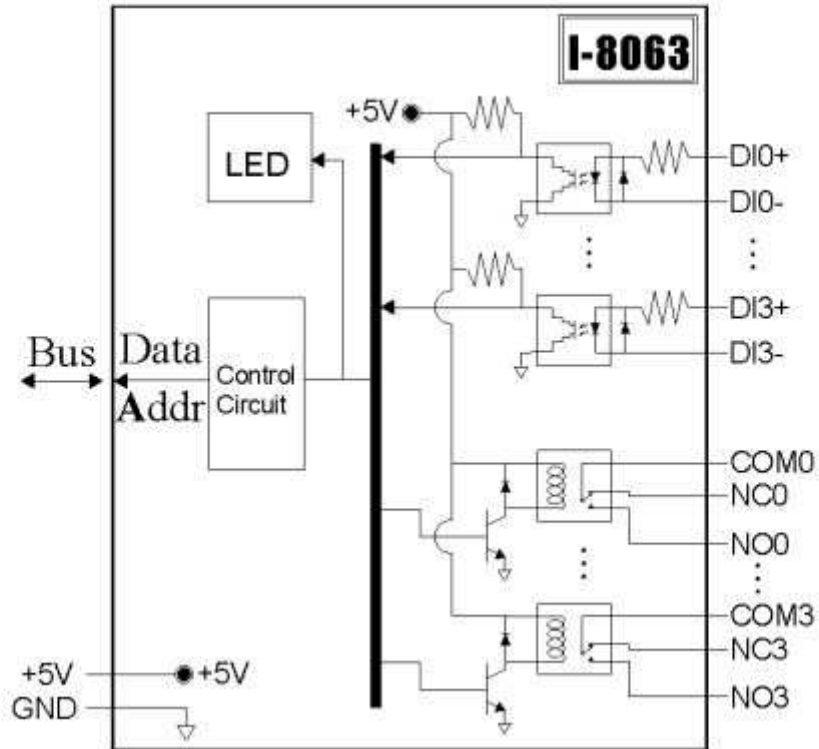 I-8063
+5V
LED
DI0+
DI0-
DI3+
DI3-
Bus
Data
Addr
Control
Circuit
COM0
NC0
NO0
COM3
NC3
NO3
+5V
+5V
GND